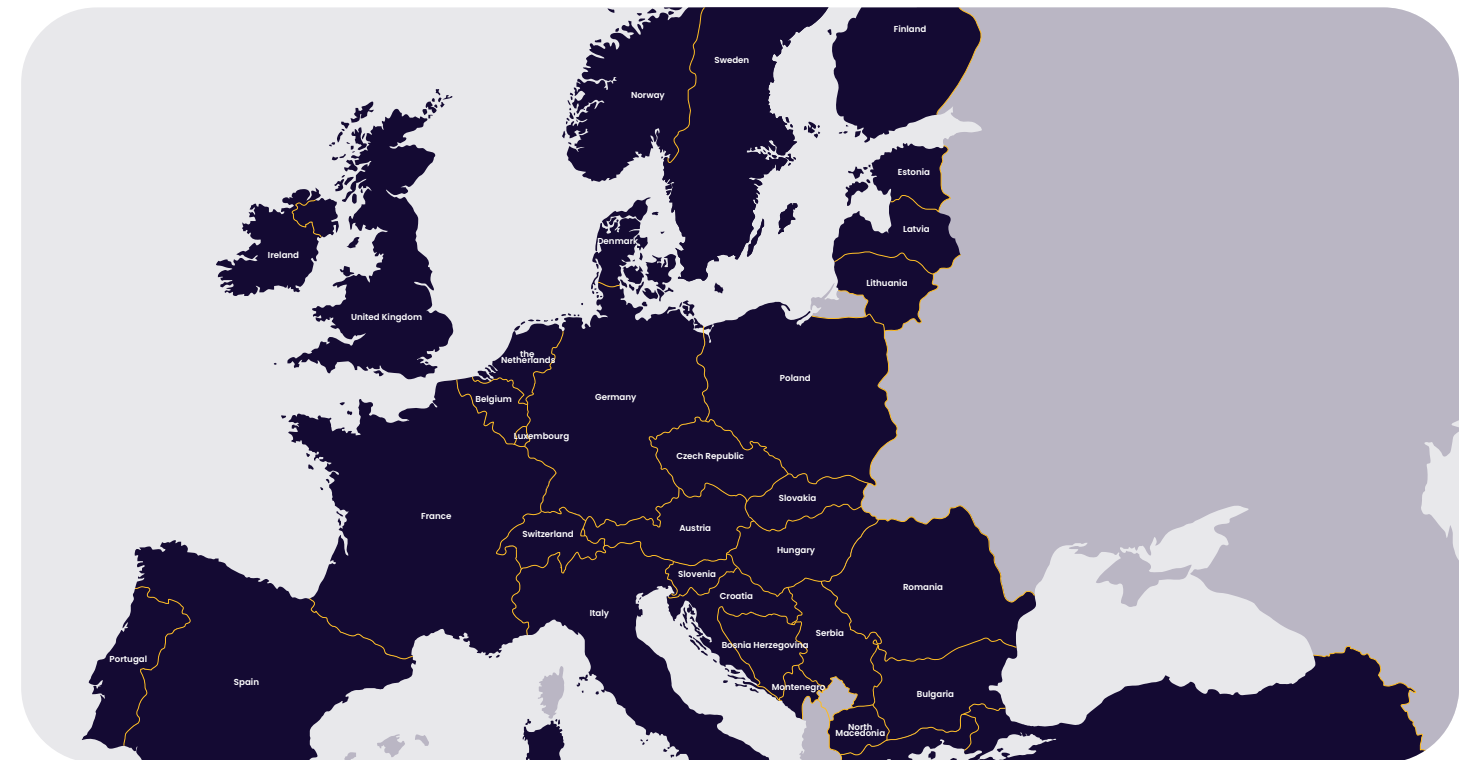 Finland
Sweden
Norway
Estonia
Latvia
Denmark
Ireland
Lithuania
United Kingdom
the
Netherlands
Poland
Germany
Belgium
Luxembourg
Czech Republic
Slovakia
France
Austria
Switzerland
Hungary
Slovenia
Romania
Croatia
Italy
Serbia
Bosnia Herzegovina
Portugal
Spain
Montenegro
Bulgaria
North
Macedonia